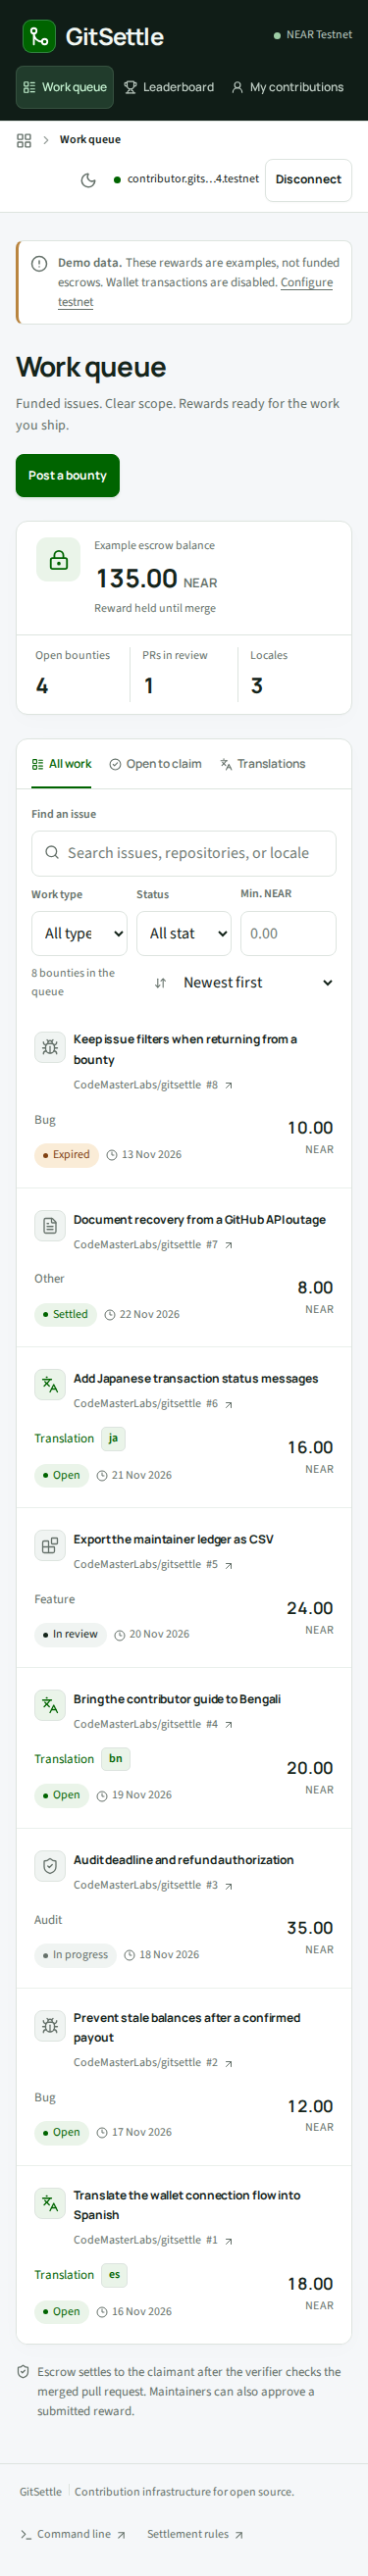 GitSettle
NEAR Testnet
Work queue
Leaderboard
My contributions
Work queue
contributor.gits...4.testnet
Disconnect
Demo data. These rewards are examples, not funded
escrows. Wallet transactions are disabled. Configure
testnet
Work queue
Funded issues. Clear scope. Rewards ready for the work
you ship.
Post a bounty
Example escrow balance
135.00 NEAR
Reward held until merge
Open bounties
PRs in review
Locales
4
1
3
All work
Open to claim
Translations
Find an issue
Search issues, repositories, or locale
Work type
Status
Min. NEAR
All type
All stat
0.00
8 bounties in the
queue
Newest first
Keep issue filters when returning from a
bounty
CodeMasterLabs/gitsettle #8
Bug
10.00
NEAR
Expired
13 Nov 2026
Document recovery from a GitHub API outage
CodeMasterLabs/gitsettle #7
Other
8.00
NEAR
Settled
22 Nov 2026
Add Japanese transaction status messages
CodeMasterLabs/gitsettle #6
Translation ja
16.00
NEAR
Open
21 Nov 2026
Export the maintainer ledger as CSV
CodeMasterLabs/gitsettle #5
Feature
24.00
NEAR
In review
20 Nov 2026
Bring the contributor guide to Bengali
CodeMasterLabs/gitsettle #4
Translation bn
20.00
NEAR
Open
19 Nov 2026
Audit deadline and refund authorization
CodeMasterLabs/gitsettle #3
Audit
35.00
NEAR
In progress
18 Nov 2026
Prevent stale balances after a confirmed
payout
CodeMasterLabs/gitsettle #2
Bug
12.00
NEAR
Open
17 Nov 2026
Translate the wallet connection flow into
Spanish
CodeMasterLabs/gitsettle #1
Translation es
18.00
NEAR
Open
16 Nov 2026
Escrow settles to the claimant after the verifier checks the
merged pull request. Maintainers can also approve a
submitted reward.
GitSettle
Contribution infrastructure for open source.
Command line
Settlement rules